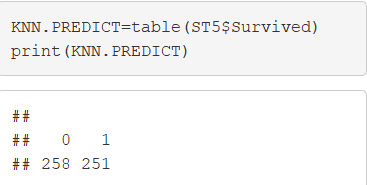 KNN.PREDICT=table(ST5$Survived)
print(KNN.PREDICT)
##
##   0   1
## 258 251